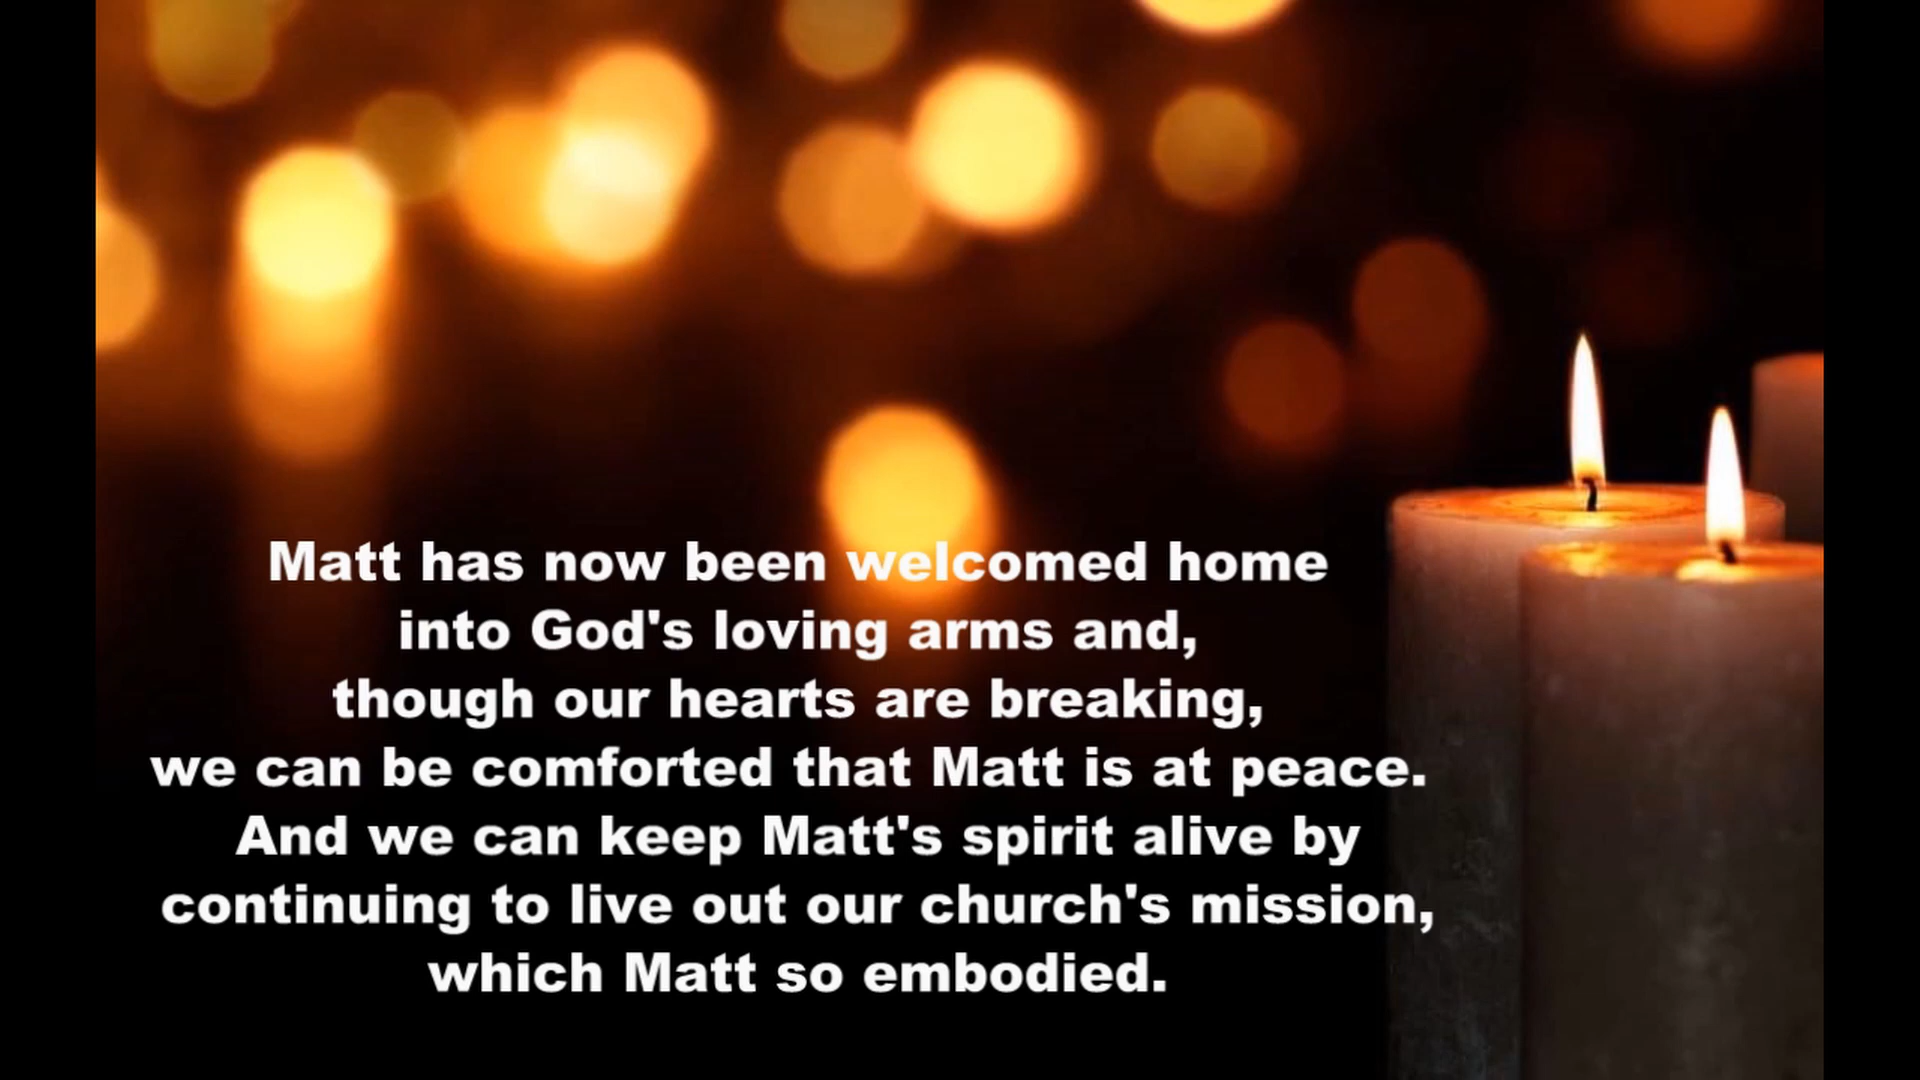 Matt has now been welcomed home
into God's loving arms and,
though our hearts are breaking,
we can be comforted that Matt is at peace.
And we can keep Matt's spirit alive by
continuing to live out our church's mission,
which Matt so embodied.